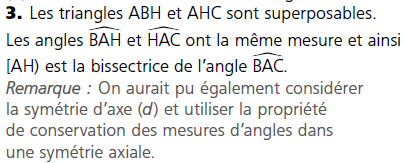 3. Les triangles ABH et AHC sont superposables.
Les angles \(\widehat{BAH}\) et \(\widehat{HAC}\) ont la même mesure et ainsi
[AH) est la bissectrice de l'angle \(\widehat{BAC}\).
Remarque : On aurait pu également considérer
la symétrie d'axe (d) et utiliser la propriété
de conservation des mesures d'angles dans
une symétrie axiale.